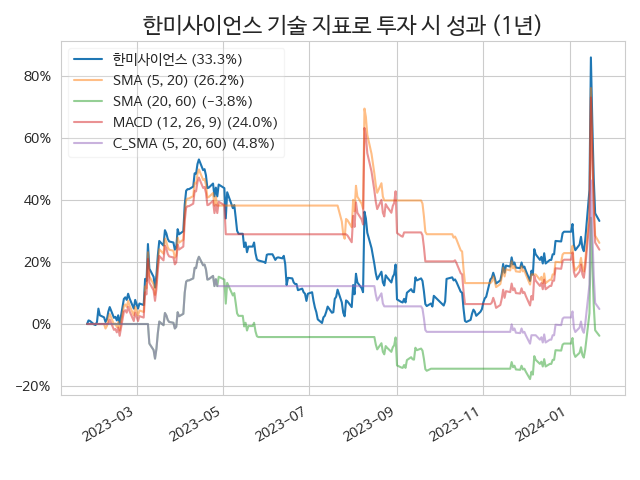 한미사이언스 기술 지표로 투자 시 성과 (1년)
한미사이언스 (33.3%)
SMA (5, 20) (26.2%)
SMA (20, 60) (−3.8%)
MACD (12, 26, 9) (24.0%)
C_SMA (5, 20, 60) (4.8%)
80%
60%
40%
20%
0%
−20%
2023-03
2023-05
2023-07
2023-09
2023-11
2024-01